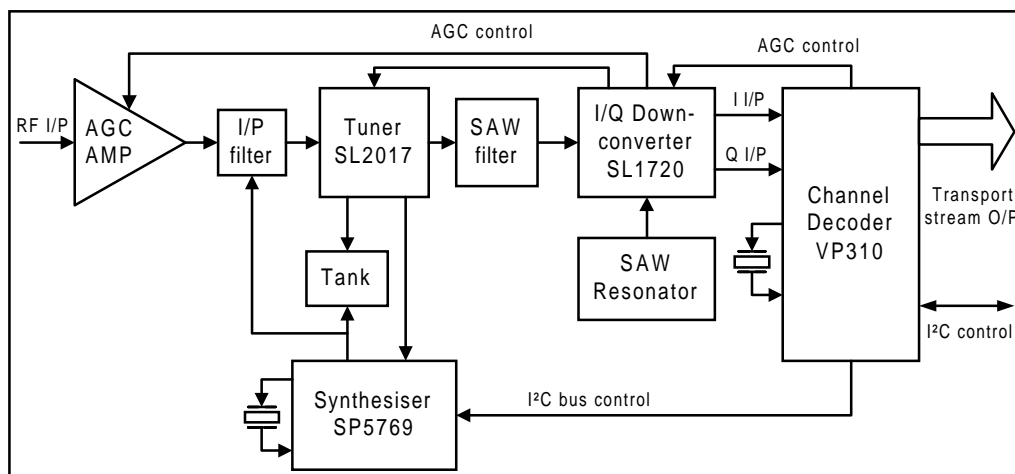 AGC control
AGC control
RF I/P
AGC
AMP
I/P
filter
Tuner
SL2017
SAW
filter
I/Q Down-
converter
SL1720
I I/P
Q I/P
Channel
Decoder
VP310
Transport
stream O/P
Tank
SAW
Resonator
I²C control
Synthesiser
SP5769
I²C bus control